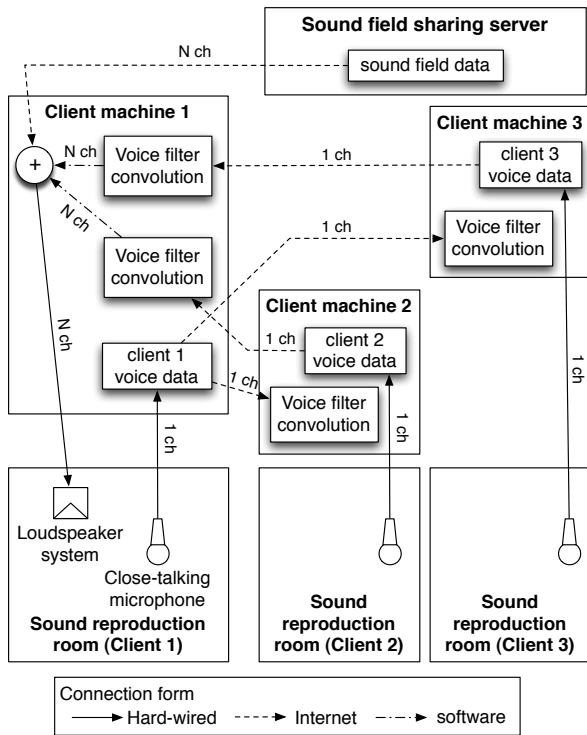 Sound field sharing server
sound field data
N ch
Client machine 1
Voice filter
convolution
N ch
Voice filter
convolution
N ch
client 1
voice data
N ch
1 ch
1 ch
1 ch
1 ch
1 ch
Client machine 3
client 3
voice data
Voice filter
convolution
1 ch
Client machine 2
client 2
voice data
Voice filter
convolution
1 ch
Loudspeaker
system
Close-talking
microphone
Sound reproduction
room (Client 1)
Sound
reproduction
room (Client 2)
Sound
reproduction
room (Client 3)
Connection form
Hard-wired
Internet
software